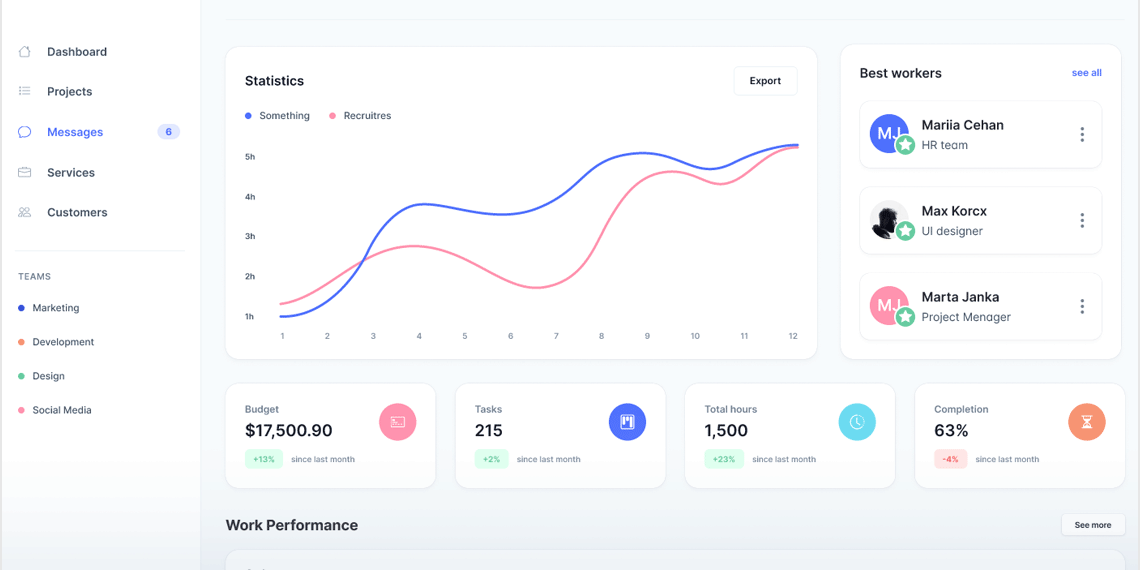 Dashboard
Projects
Messages 6
Services
Customers
TEAMS
Marketing
Development
Design
Social Media
Statistics
Export
Something Recruitres
5h
4h
3h
2h
1h
1 2 3 4 5 6 7 8 9 10 11 12
Best workers see all
MJ
Mariia Cehan
HR team
Max Korcx
UI designer
MJ
Marta Janka
Project Menager
Budget
$17,500.90
+13% since last month
Tasks
215
+2% since last month
Total hours
1,500
+23% since last month
Completion
63%
-4% since last month
Work Performance See more